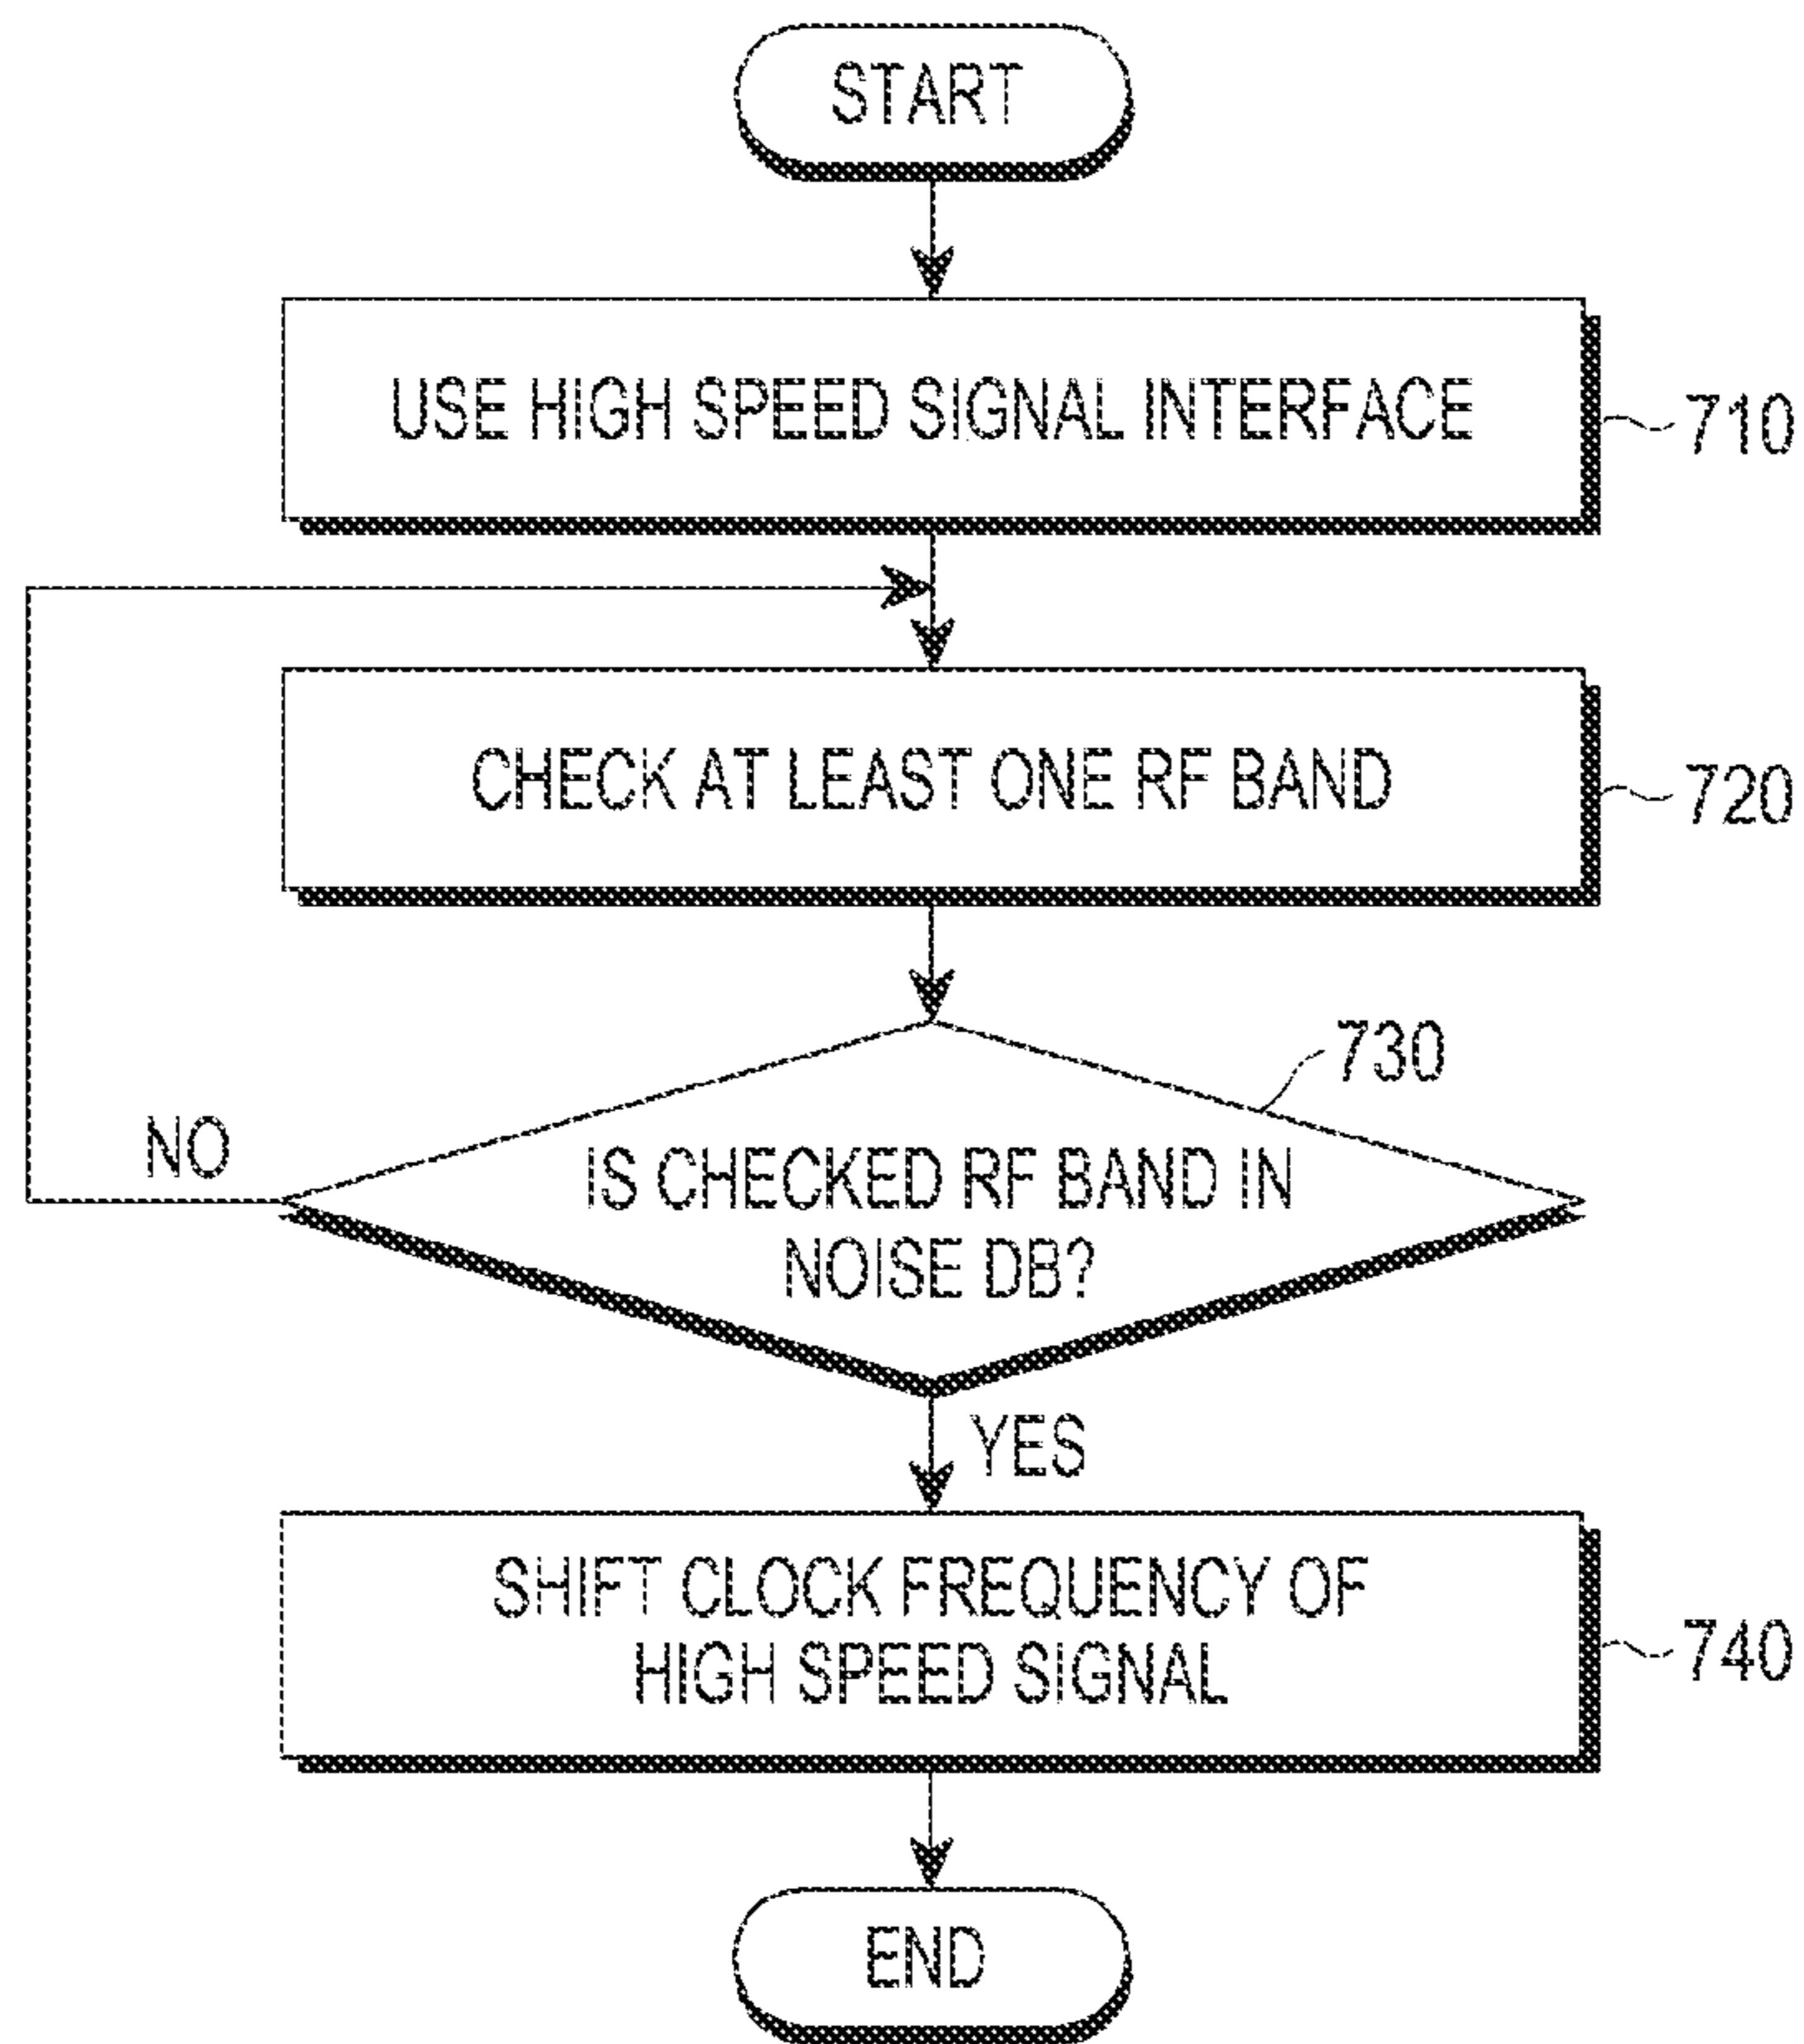 START
USE HIGH SPEED SIGNAL INTERFACE
710
CHECK AT LEAST ONE RF BAND
720
730
NO
IS CHECKED RF BAND IN
NOISE DB?
YES
SHIFT CLOCK FREQUENCY OF
HIGH SPEED SIGNAL
740
END